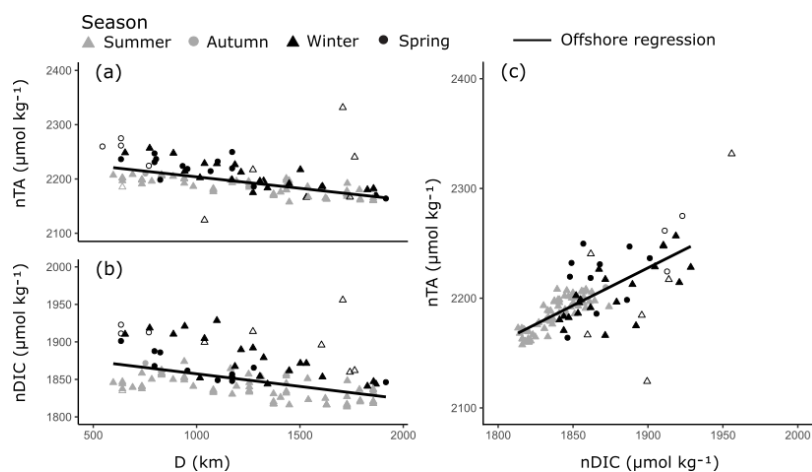 Season
Summer Autumn Winter Spring Offshore regression
(a)
nTA (µmol kg⁻¹)
2300
2250
2200
2100
(b)
nDIC (µmol kg⁻¹)
2000
1950
1900
1850
1800
500 1000 1500 2000
D (km)
(c)
nTA (µmol kg⁻¹)
2400
2300
2200
2100
1800 1850 1900 1950 2000
nDIC (µmol kg⁻¹)